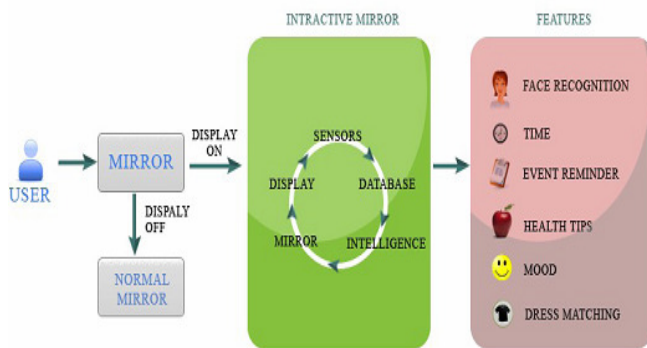 INTRACTIVE MIRROR
FEATURES
USER
MIRROR
DISPLAY
ON
DISPALY
OFF
NORMAL
MIRROR
SENSORS
DATABASE
INTELLIGENCE
MIRROR
DISPLAY
FACE RECOGNITION
TIME
EVENT REMINDER
HEALTH TIPS
MOOD
DRESS MATCHING